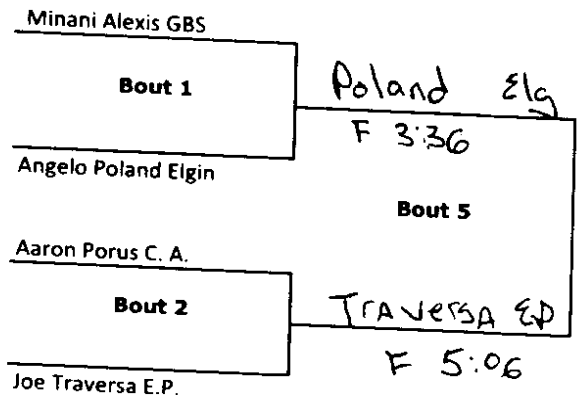 Minani Alexis GBS
Bout 1
Poland Elg
F 3:36
Angelo Poland Elgin
Bout 5
Aaron Porus C. A.
Bout 2
Traversa EP
F 5:06
Joe Traversa E.P.